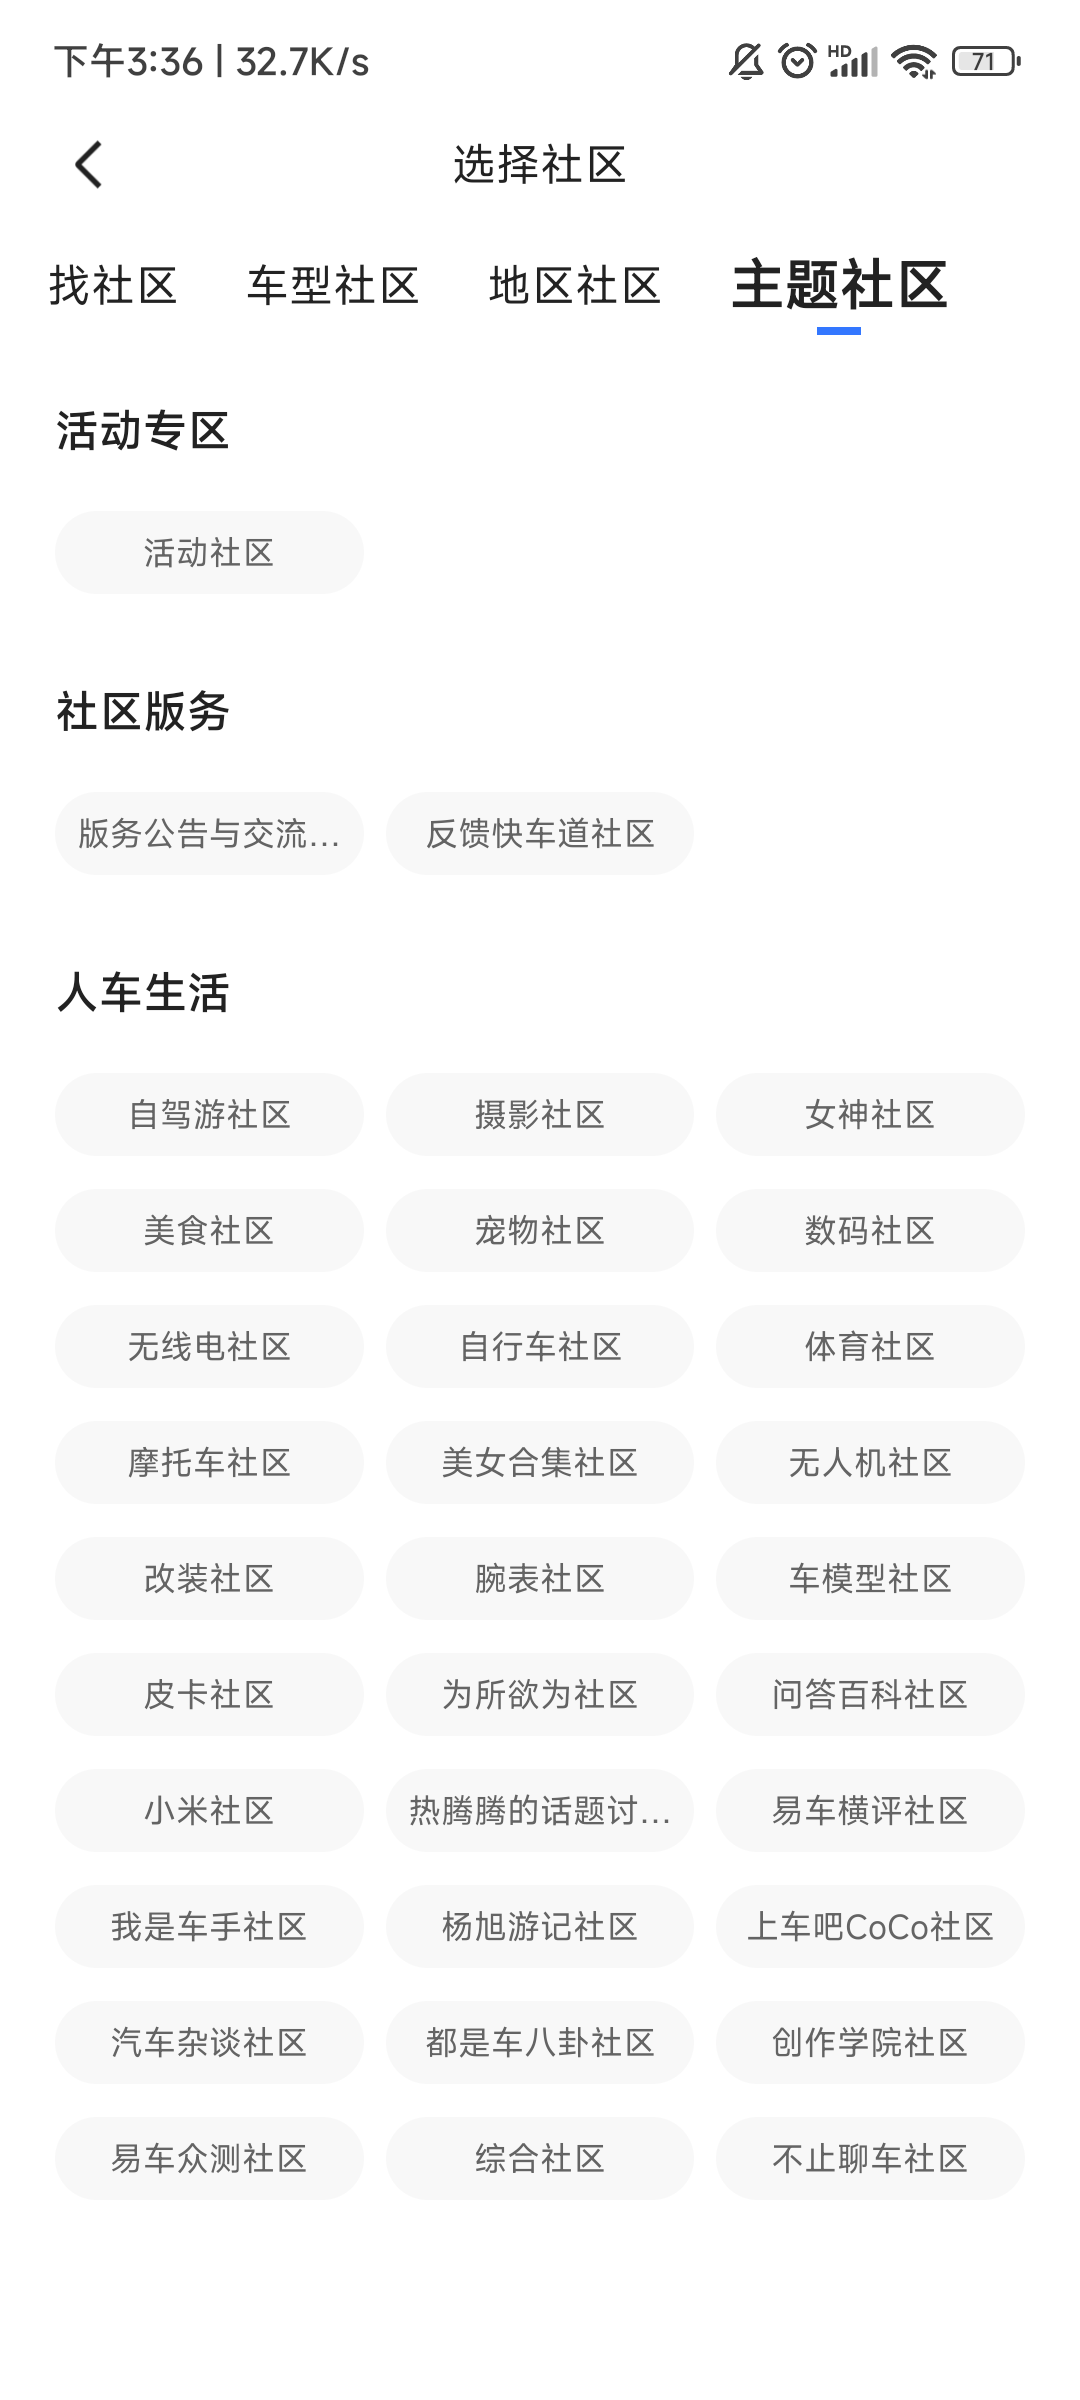 下午3:36 | 32.7K/s HD 71
选择社区
找社区 车型社区 地区社区 主题社区
活动专区
活动社区
社区版务
版务公告与交流... 反馈快车道社区
人车生活
自驾游社区 摄影社区 女神社区
美食社区 宠物社区 数码社区
无线电社区 自行车社区 体育社区
摩托车社区 美女合集社区 无人机社区
改装社区 腕表社区 车模型社区
皮卡社区 为所欲为社区 问答百科社区
小米社区 热腾腾的话题讨... 易车横评社区
我是车手社区 杨旭游记社区 上车吧CoCo社区
汽车杂谈社区 都是车八卦社区 创作学院社区
易车众测社区 综合社区 不止聊车社区